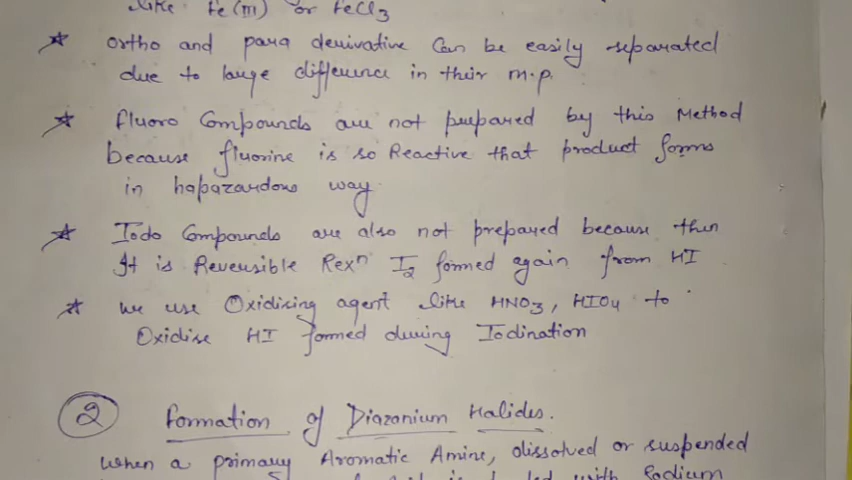 like Fe(III) or FeCl3
ortho and para derivative Can be easily separated
due to large difference in their m.p.
Fluoro Compounds are not prepared by this Method
because fluorine is so Reactive that product forms
in hapazardous way
Iodo Compounds are also not prepared because then
It is Reversible Rexn I2 formed again from HI
we use Oxidising agent like HNO3, HIO4 to
Oxidise HI formed during Iodination
2 Formation of Diazonium Halides.
When a primary Aromatic Amine, dissolved or suspended
with Sodium